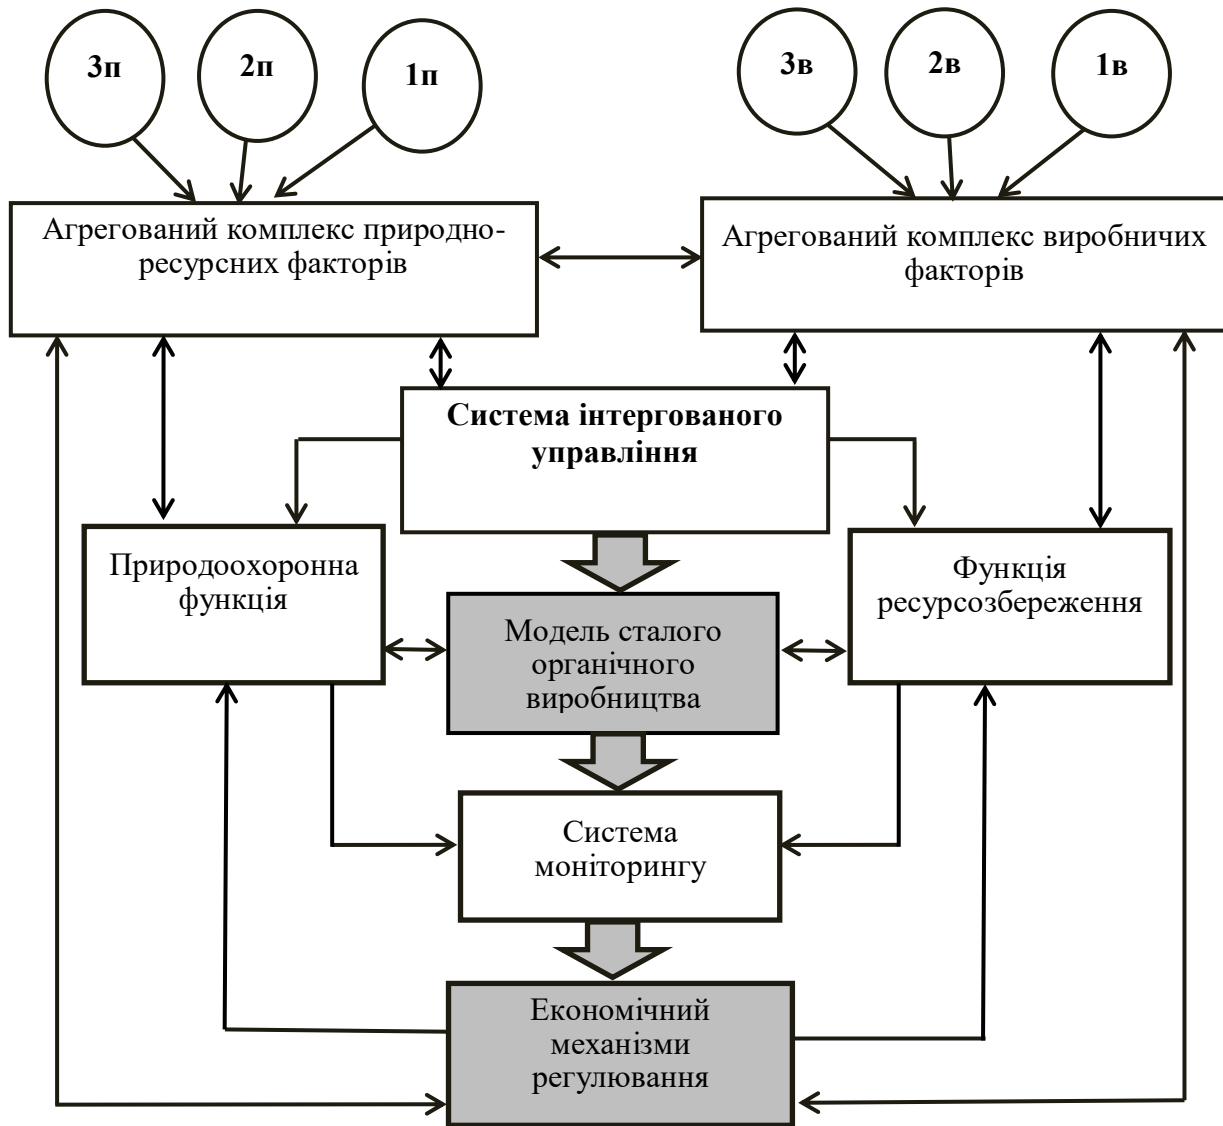 3п
2п
1п
3в
2в
1в
Агрегований комплекс природно-
ресурсних факторів
Агрегований комплекс виробничих
факторів
Система інтергованого
управління
Природоохоронна
функція
Функція
ресурсозбереження
Модель сталого
органічного
виробництва
Система
моніторингу
Економічний
механізми
регулювання